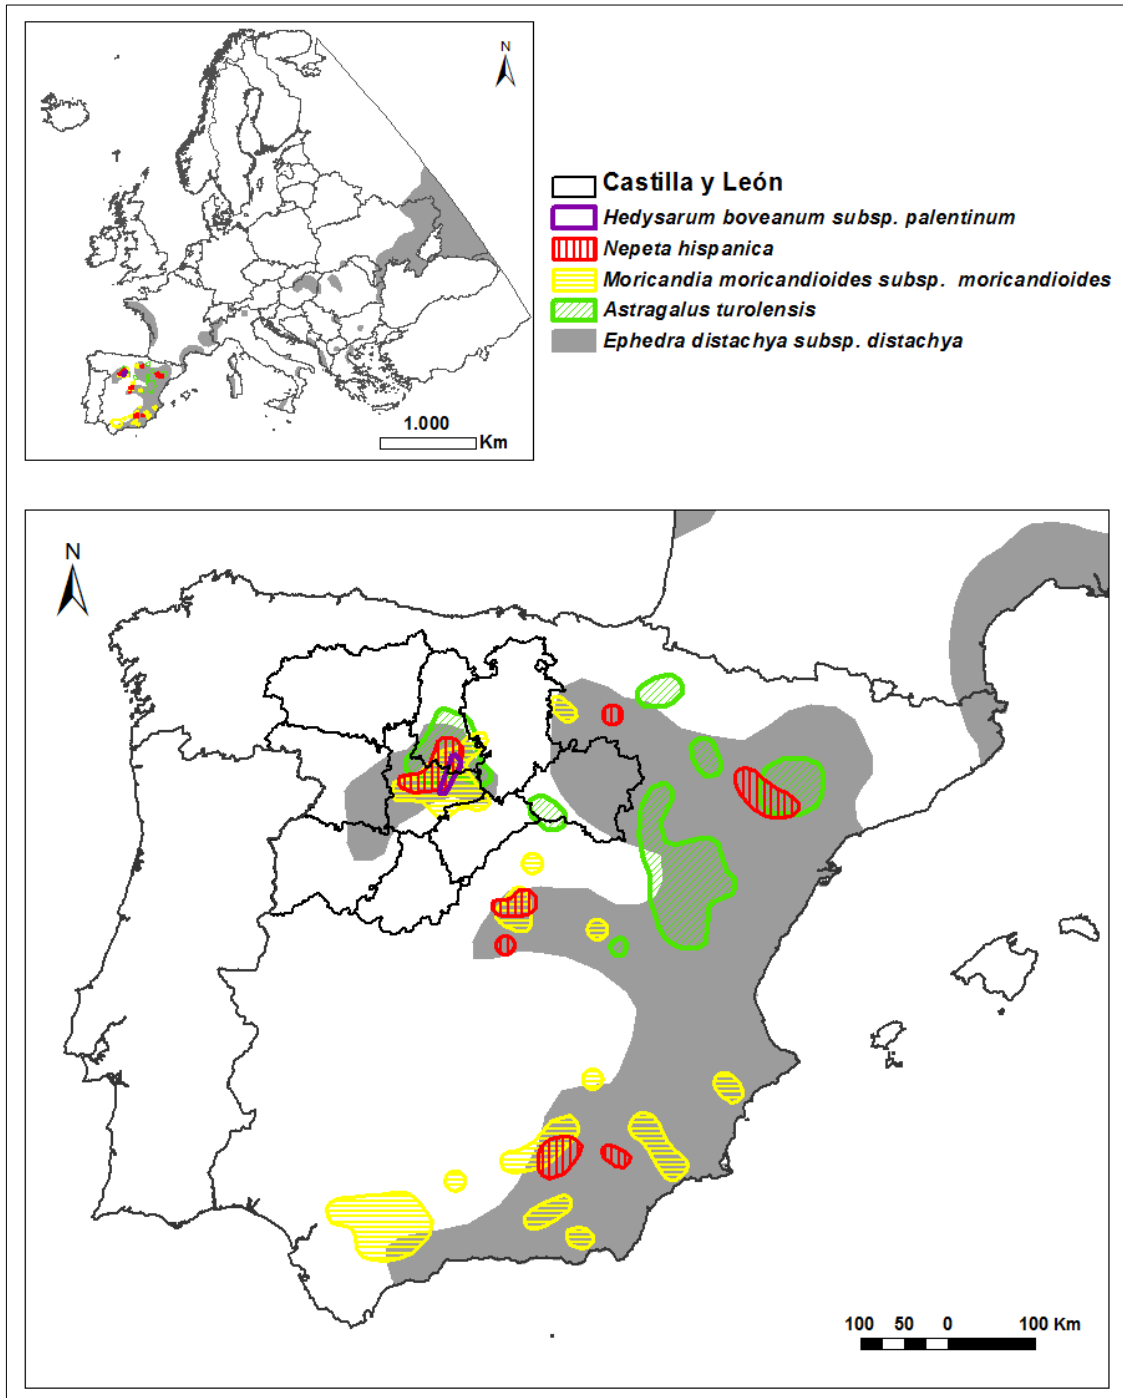 N
1.000
Km
Castilla y León
Hedysarum boveanum subsp. palentinum
Nepeta hispanica
Moricandia moricandioides subsp. moricandioides
Astragalus turolensis
Ephedra distachya subsp. distachya
N
100 50 0 100 Km